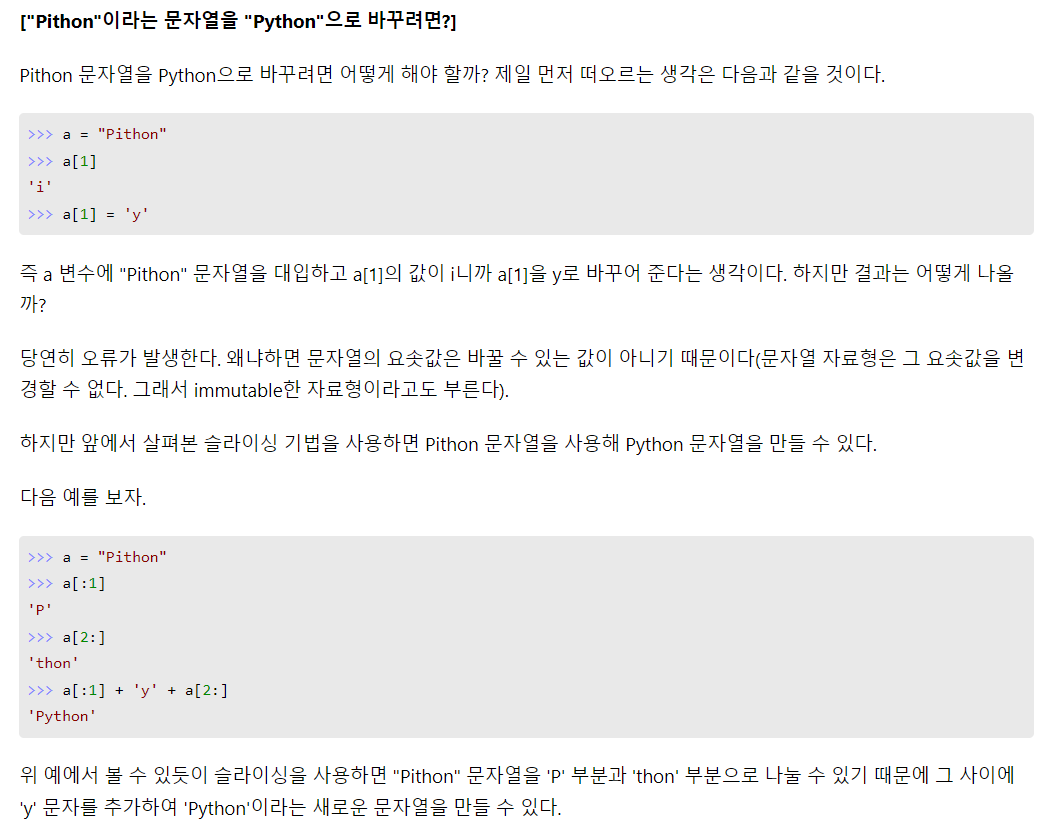 ["Pithon"이라는 문자열을 "Python"으로 바꾸려면?]
Pithon 문자열을 Python으로 바꾸려면 어떻게 해야 할까? 제일 먼저 떠오르는 생각은 다음과 같을 것이다.
>>> a = "Pithon"
>>> a[1]
'i'
>>> a[1] = 'y'
즉 a 변수에 "Pithon" 문자열을 대입하고 a[1]의 값이 i니까 a[1]을 y로 바꾸어 준다는 생각이다. 하지만 결과는 어떻게 나올
까?
당연히 오류가 발생한다. 왜냐하면 문자열의 요솟값은 바꿀 수 있는 값이 아니기 때문이다(문자열 자료형은 그 요솟값을 변
경할 수 없다. 그래서 immutable한 자료형이라고도 부른다).
하지만 앞에서 살펴본 슬라이싱 기법을 사용하면 Pithon 문자열을 사용해 Python 문자열을 만들 수 있다.
다음 예를 보자.
>>> a = "Pithon"
>>> a[:1]
'P'
>>> a[2:]
'thon'
>>> a[:1] + 'y' + a[2:]
'Python'
위 예에서 볼 수 있듯이 슬라이싱을 사용하면 "Pithon" 문자열을 'P' 부분과 'thon' 부분으로 나눌 수 있기 때문에 그 사이에
'y' 문자를 추가하여 'Python'이라는 새로운 문자열을 만들 수 있다.